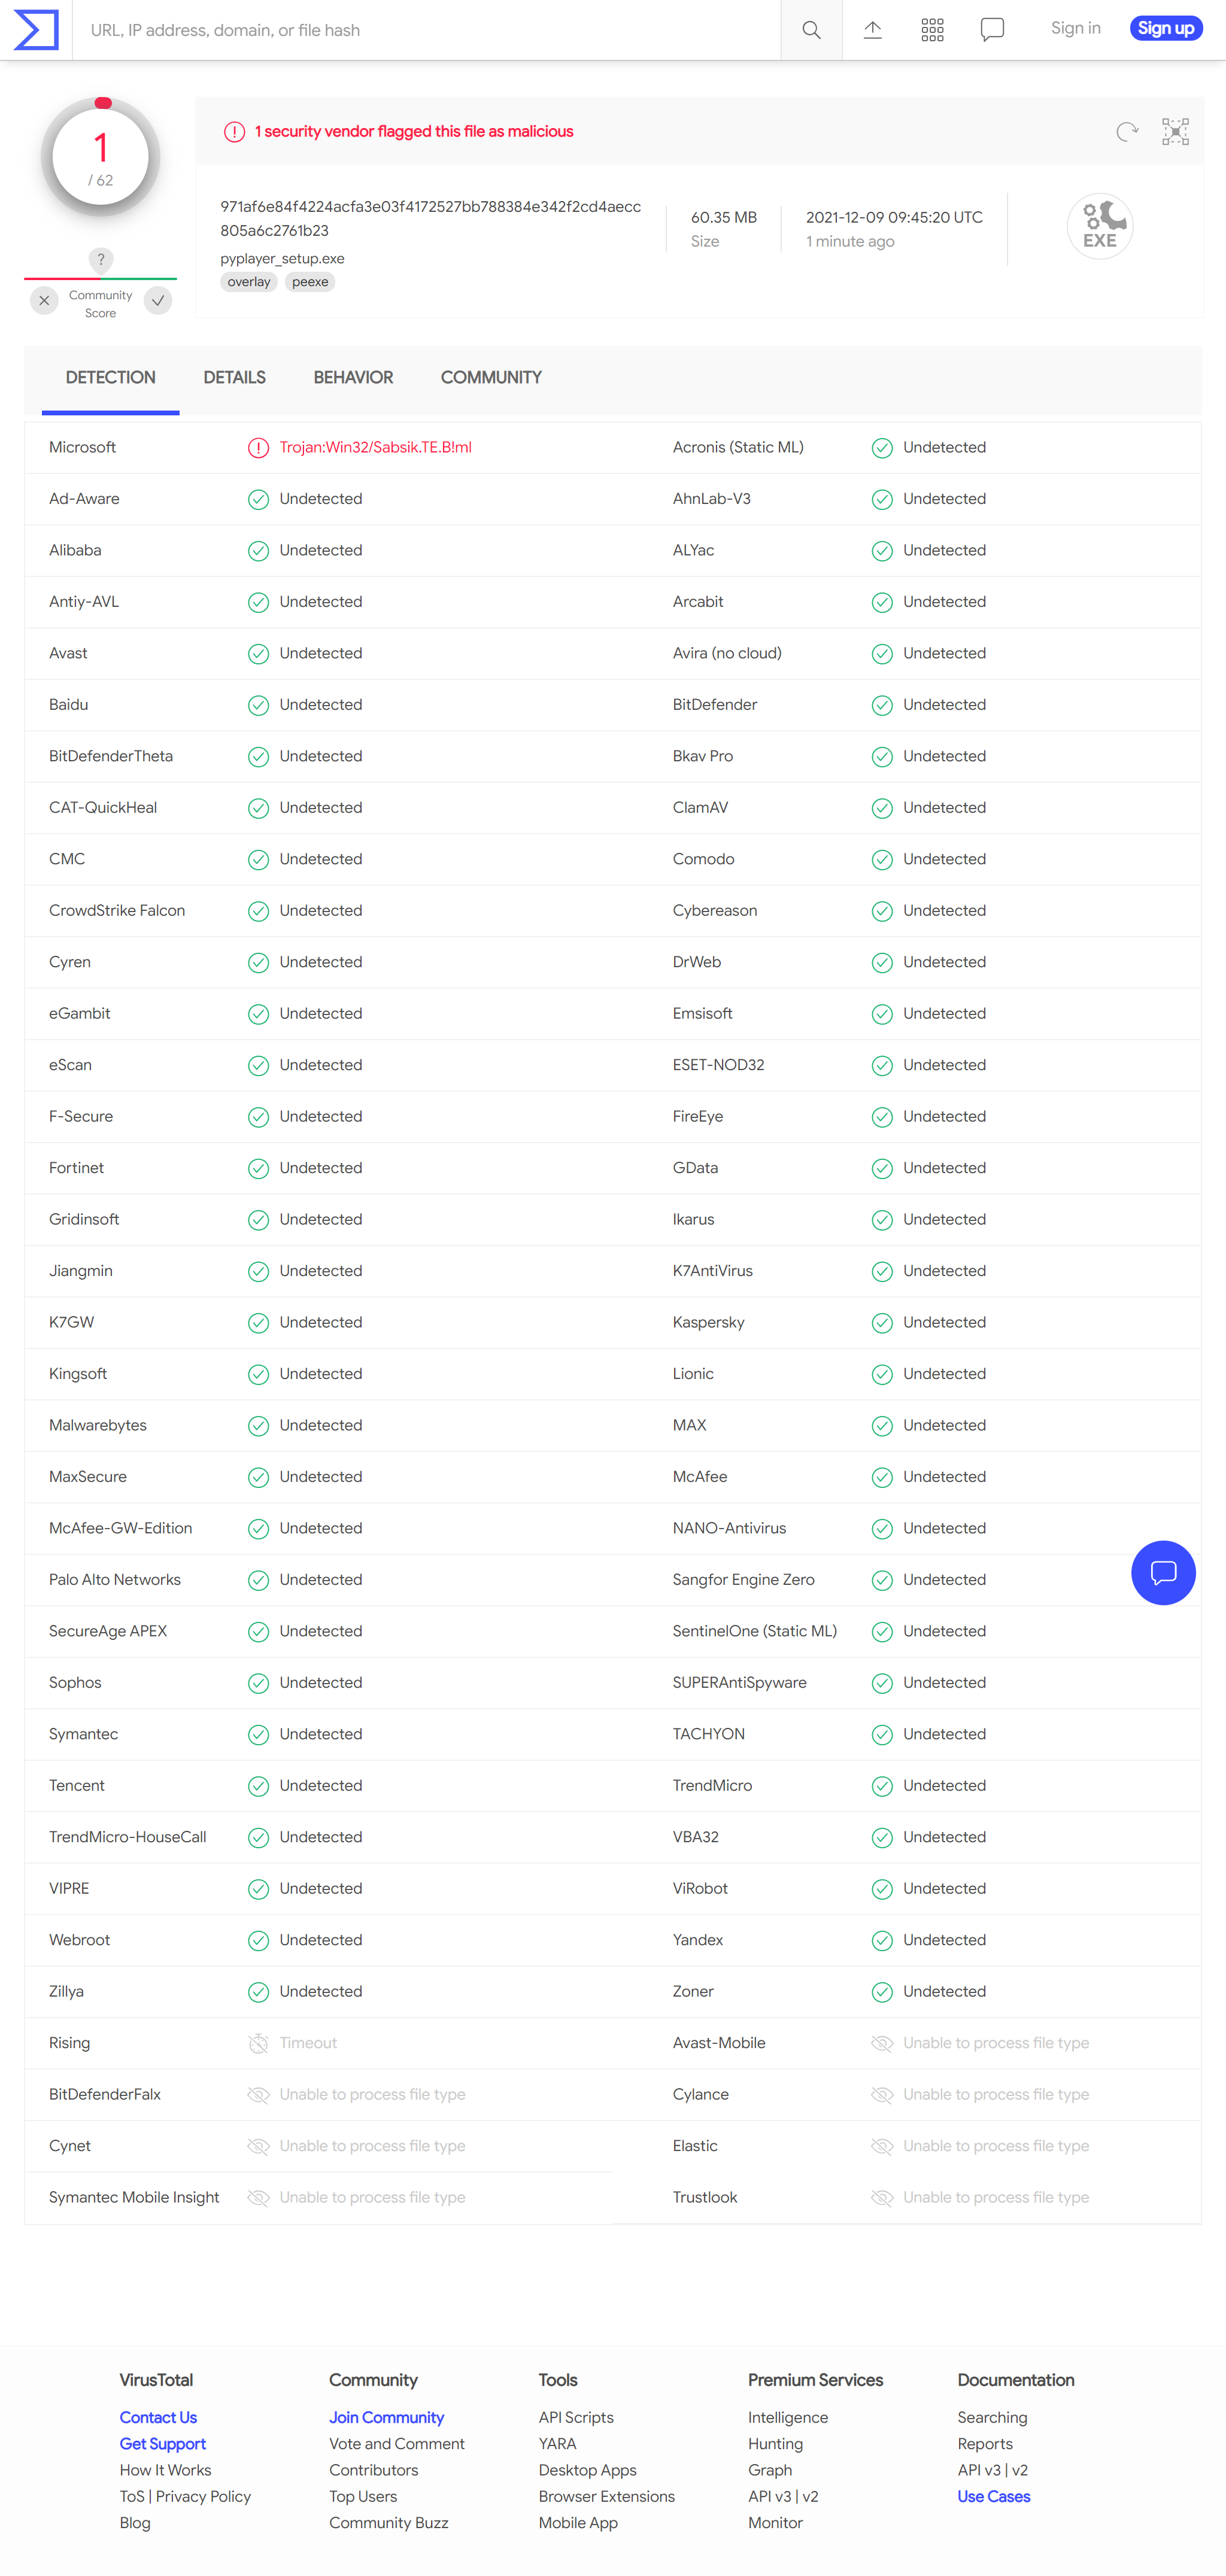 URL, IP address, domain, or file hash
Sign in
Sign up
1
/ 62
?
Community
Score
1 security vendor flagged this file as malicious
971af6e84f4224acfa3e03f4172527bb788384e342f2cd4aecc
805a6c2761b23
pyplayer_setup.exe
overlay peexe
60.35 MB
Size
2021-12-09 09:45:20 UTC
1 minute ago
EXE
DETECTION DETAILS BEHAVIOR COMMUNITY
Microsoft Trojan:Win32/Sabsik.TE.B!ml Acronis (Static ML) Undetected
Ad-Aware Undetected AhnLab-V3 Undetected
Alibaba Undetected ALYac Undetected
Antiy-AVL Undetected Arcabit Undetected
Avast Undetected Avira (no cloud) Undetected
Baidu Undetected BitDefender Undetected
BitDefenderTheta Undetected Bkav Pro Undetected
CAT-QuickHeal Undetected ClamAV Undetected
CMC Undetected Comodo Undetected
CrowdStrike Falcon Undetected Cybereason Undetected
Cyren Undetected DrWeb Undetected
eGambit Undetected Emsisoft Undetected
eScan Undetected ESET-NOD32 Undetected
F-Secure Undetected FireEye Undetected
Fortinet Undetected GData Undetected
Gridinsoft Undetected Ikarus Undetected
Jiangmin Undetected K7AntiVirus Undetected
K7GW Undetected Kaspersky Undetected
Kingsoft Undetected Lionic Undetected
Malwarebytes Undetected MAX Undetected
MaxSecure Undetected McAfee Undetected
McAfee-GW-Edition Undetected NANO-Antivirus Undetected
Palo Alto Networks Undetected Sangfor Engine Zero Undetected
SecureAge APEX Undetected SentinelOne (Static ML) Undetected
Sophos Undetected SUPERAntiSpyware Undetected
Symantec Undetected TACHYON Undetected
Tencent Undetected TrendMicro Undetected
TrendMicro-HouseCall Undetected VBA32 Undetected
VIPRE Undetected ViRobot Undetected
Webroot Undetected Yandex Undetected
Zillya Undetected Zoner Undetected
Rising Timeout Avast-Mobile Unable to process file type
BitDefenderFalx Unable to process file type Cylance Unable to process file type
Cynet Unable to process file type Elastic Unable to process file type
Symantec Mobile Insight Unable to process file type Trustlook Unable to process file type
VirusTotal Community Tools Premium Services Documentation
Contact Us Join Community API Scripts Intelligence Searching
Get Support Vote and Comment YARA Hunting Reports
How It Works Contributors Desktop Apps Graph API v3 | v2
ToS | Privacy Policy Top Users Browser Extensions API v3 | v2 Use Cases
Blog Community Buzz Mobile App Monitor